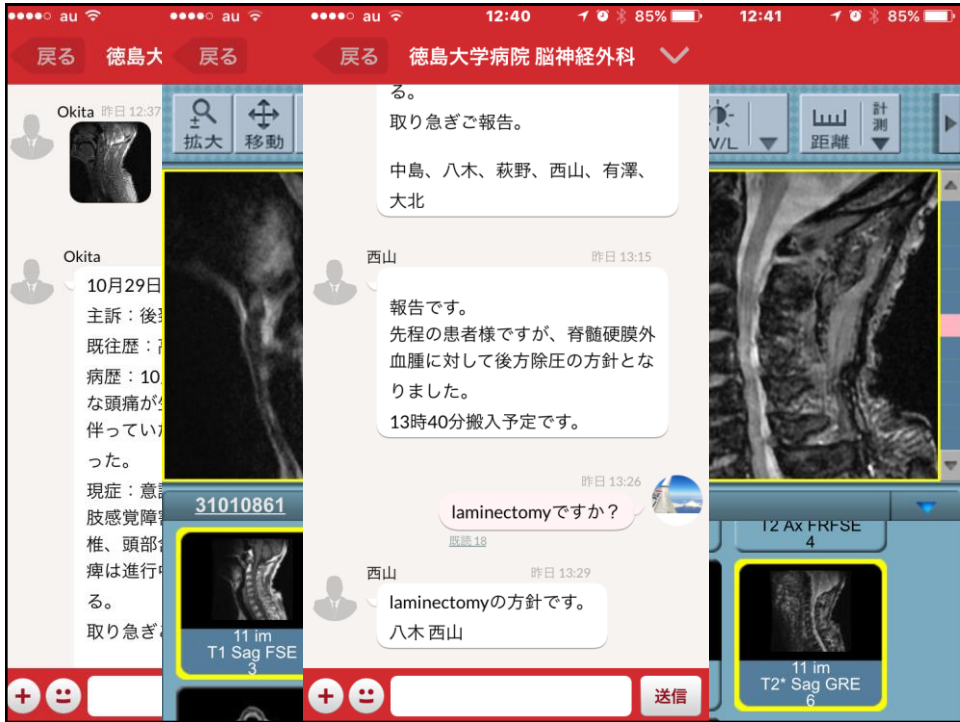 au
au
au
12:40
85%
12:41
85%
戻る
徳島大
戻る
戻る
徳島大学病院 脳神経外科
Okita 昨日 12:37
Okita
10月29日
主訴：後
既往歴：
病歴：10
な頭痛が
伴ってい
った。
現症：意
肢感覚障
椎、頭部
痺は進行
る。
取り急ぎ
拡大
移動
31010861
11 im
T1 Sag FSE
3
る。
取り急ぎご報告。
中島、八木、萩野、西山、有澤、
大北
西山
昨日 13:15
報告です。
先程の患者様ですが、脊髄硬膜外
血腫に対して後方除圧の方針とな
りました。
13時40分搬入予定です。
昨日 13:26
laminectomyですか？
既読 18
西山
昨日 13:29
laminectomyの方針です。
八木 西山
送信
V/L
距離
計測
T2 Ax FRFSE
4
11 im
T2* Sag GRE
6